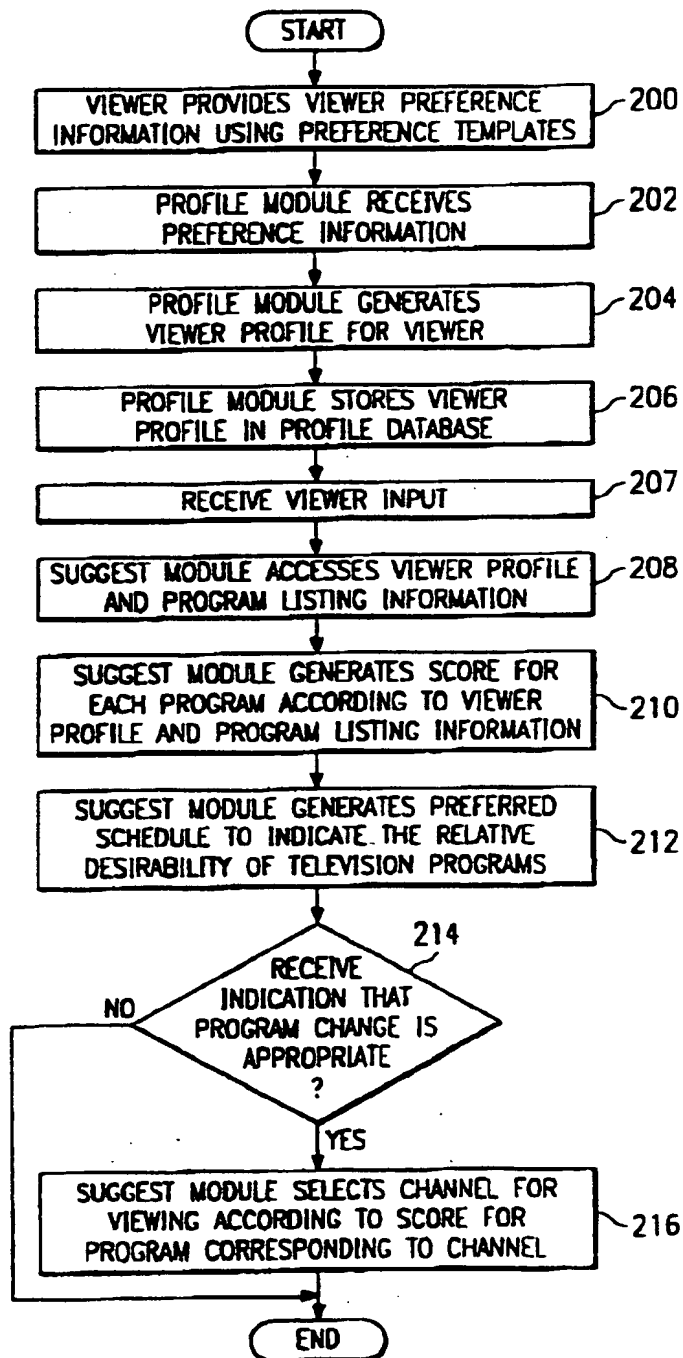 START
VIEWER PROVIDES VIEWER PREFERENCE
INFORMATION USING PREFERENCE TEMPLATES
200
PROFILE MODULE RECEIVES
PREFERENCE INFORMATION
202
PROFILE MODULE GENERATES
VIEWER PROFILE FOR VIEWER
204
PROFILE MODULE STORES VIEWER
PROFILE IN PROFILE DATABASE
206
RECEIVE VIEWER INPUT
207
SUGGEST MODULE ACCESSES VIEWER PROFILE
AND PROGRAM LISTING INFORMATION
208
SUGGEST MODULE GENERATES SCORE FOR
EACH PROGRAM ACCORDING TO VIEWER
PROFILE AND PROGRAM LISTING INFORMATION
210
SUGGEST MODULE GENERATES PREFERRED
SCHEDULE TO INDICATE THE RELATIVE
DESIRABILITY OF TELEVISION PROGRAMS
212
214
RECEIVE
INDICATION THAT
PROGRAM CHANGE IS
APPROPRIATE
?
NO
YES
SUGGEST MODULE SELECTS CHANNEL FOR
VIEWING ACCORDING TO SCORE FOR
PROGRAM CORRESPONDING TO CHANNEL
216
END